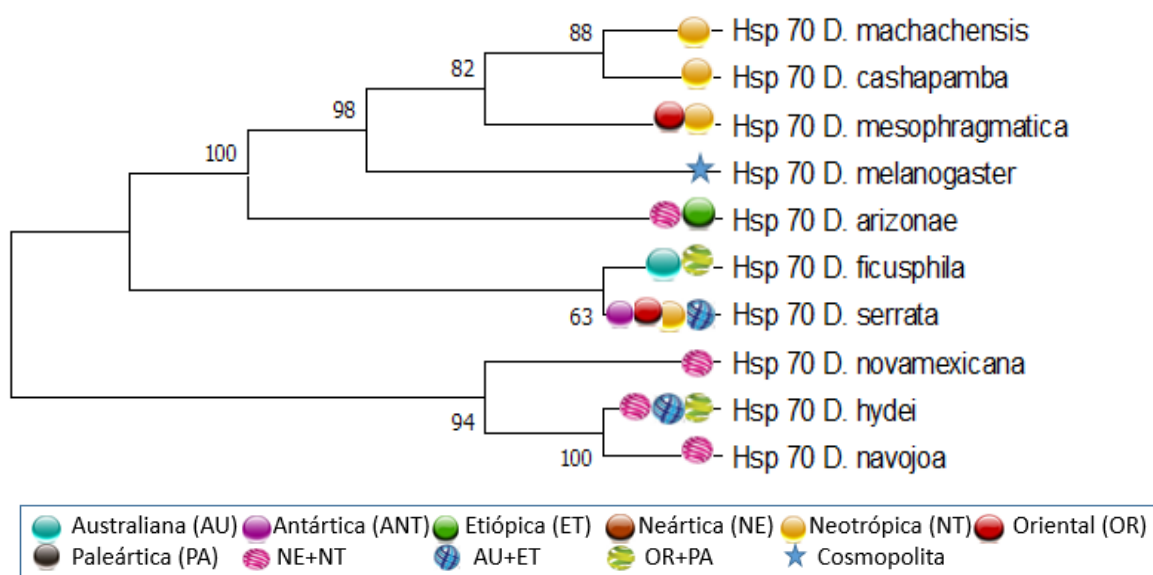 88
Hsp 70 D. machachensis
82
Hsp 70 D. cashapamba
98
Hsp 70 D. mesophragmatica
100
Hsp 70 D. melanogaster
Hsp 70 D. arizonae
Hsp 70 D. ficusphila
63
Hsp 70 D. serrata
Hsp 70 D. novamexicana
94
Hsp 70 D. hydei
100
Hsp 70 D. navojoa
Australiana (AU) Antártica (ANT) Etiópica (ET) Neártica (NE) Neotrópica (NT) Oriental (OR)
Paleártica (PA) NE+NT AU+ET OR+PA Cosmopolita